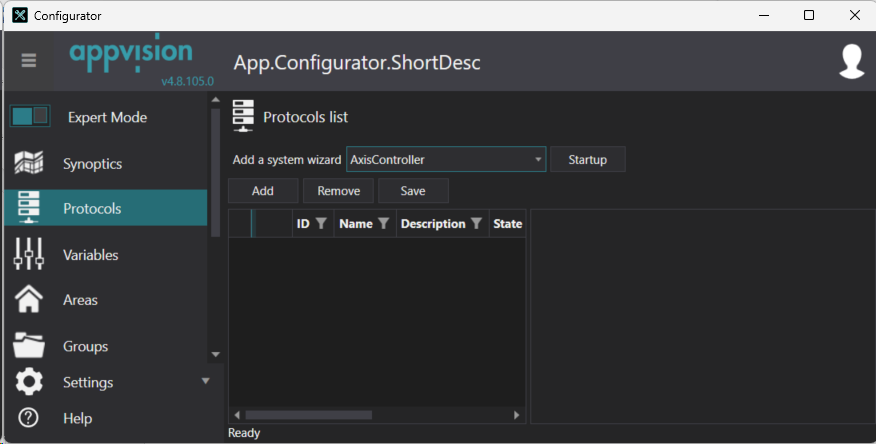 Configurator
appvision
v4.8.105.0
App.Configurator.ShortDesc
Expert Mode
Synoptics
Protocols
Variables
Areas
Groups
Settings
Help
Protocols list
Add a system wizard AxisController Startup
Add Remove Save
ID Name Description State
Ready